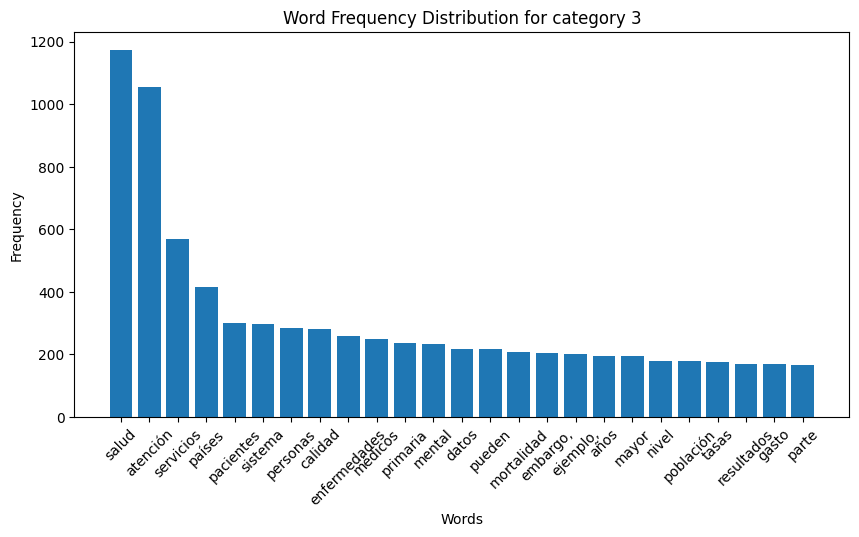 Word Frequency Distribution for category 3
Frequency
1200
1000
800
600
400
200
0
salud
atención
servicios
países
pacientes
sistema
personas
calidad
enfermedades
médicos
primaria
mental
datos
pueden
mortalidad
embargo,
ejemplo,
años
mayor
nivel
población
tasas
resultados
gasto
parte
Words